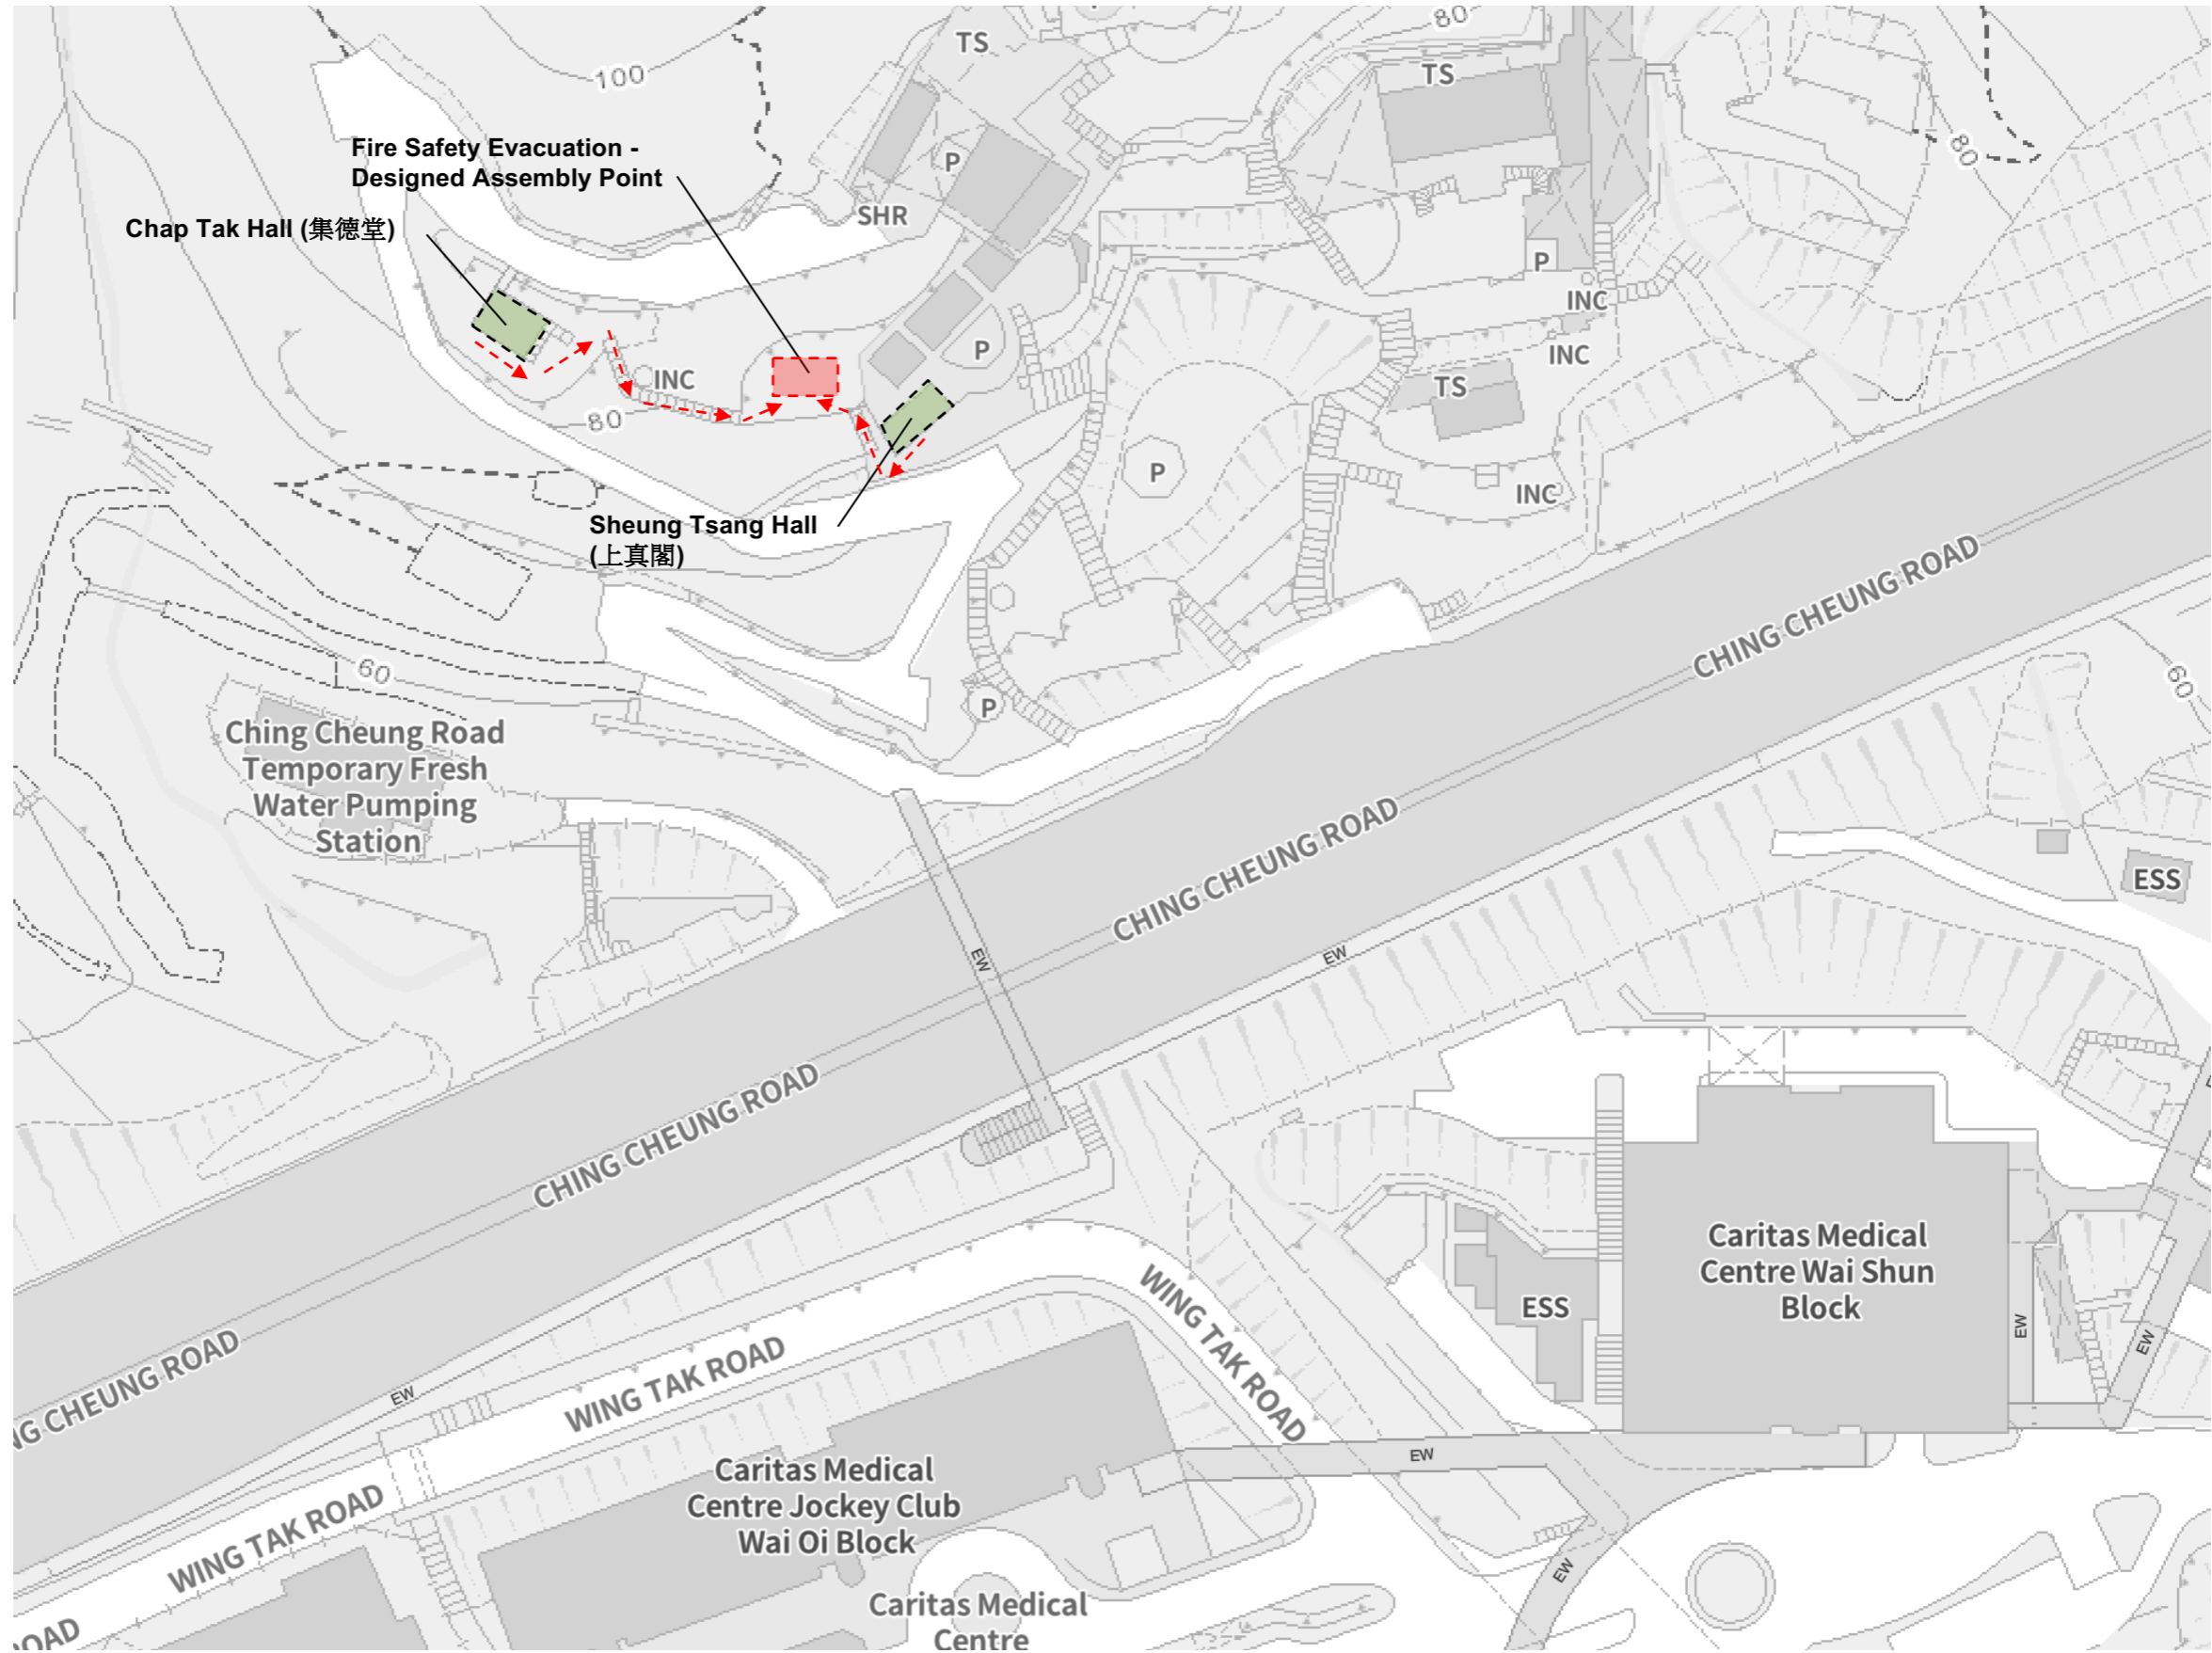 80
TS
100
TS
Fire Safety Evacuation -
Designed Assembly Point
P
80
SHR
Chap Tak Hall (集德堂)
P
INC
P
INC
INC
TS
80
P
INC
Sheung Tsang Hall
(上真閣)
CHING CHEUNG ROAD
60
60
P
Ching Cheung Road
Temporary Fresh
Water Pumping
Station
CHING CHEUNG ROAD
ESS
EW
EW
CHING CHEUNG ROAD
Caritas Medical
Centre Wai Shun
Block
WING TAK ROAD
ESS
EW
EW
NG CHEUNG ROAD
EW
WING TAK ROAD
EW
Caritas Medical
Centre Jockey Club
Wai Oi Block
WING TAK ROAD
EW
Caritas Medical
Centre
OAD